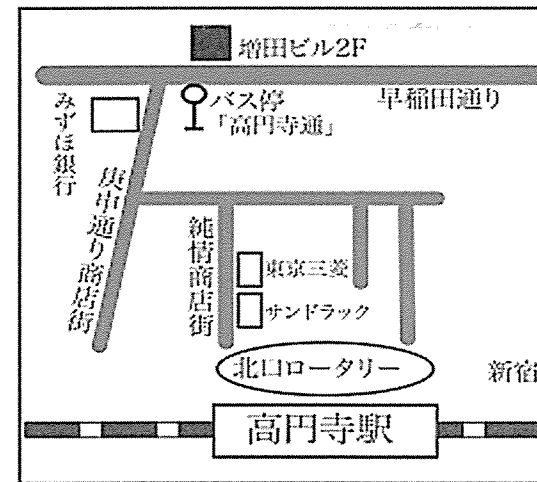 増田ビル2F
早稲田通り
バス停
「高円寺通」
みずほ銀行
庚申通り商店街
純情商店街
東京三菱
サンドラック
北口ロータリー
新宿
高円寺駅